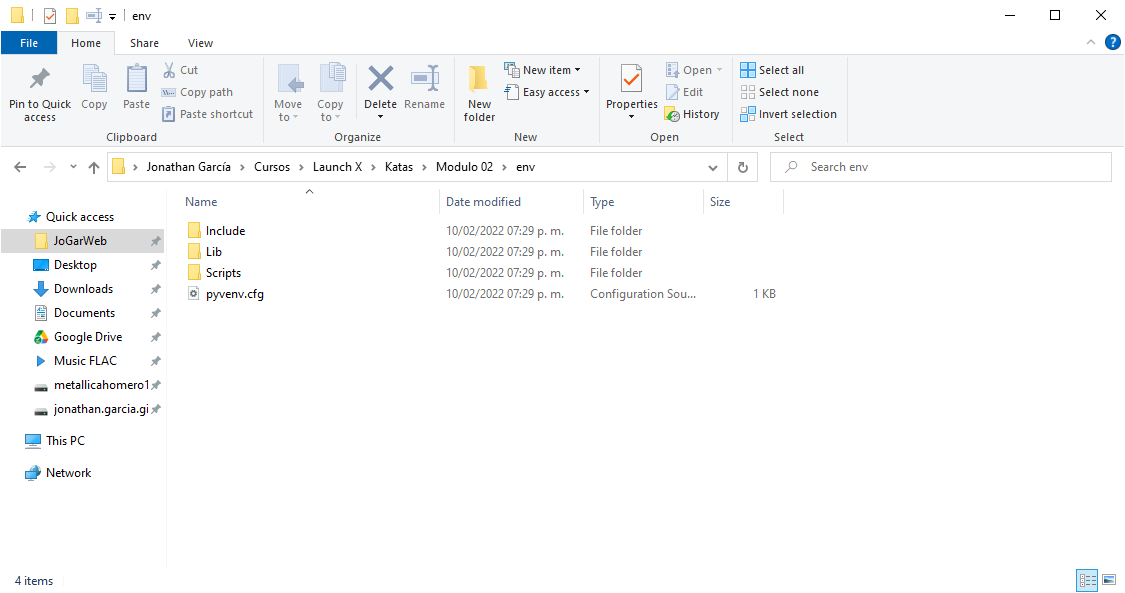 env
File Home Share View
Pin to Quick access
Copy
Paste
Cut
Copy path
Paste shortcut
Clipboard
Move to
Copy to
Delete
Rename
Organize
New folder
New item
Easy access
New
Properties
Open
Edit
History
Open
Select all
Select none
Invert selection
Select
Jonathan García › Cursos › Launch X › Katas › Modulo 02 › env
Search env
Name Date modified Type Size
Quick access
JoGarWeb
Desktop
Downloads
Documents
Google Drive
Music FLAC
metallicahomero1
jonathan.garcia.gi
This PC
Network
Include 10/02/2022 07:29 p. m. File folder
Lib 10/02/2022 07:29 p. m. File folder
Scripts 10/02/2022 07:29 p. m. File folder
pyvenv.cfg 10/02/2022 07:29 p. m. Configuration Sou... 1 KB
4 items